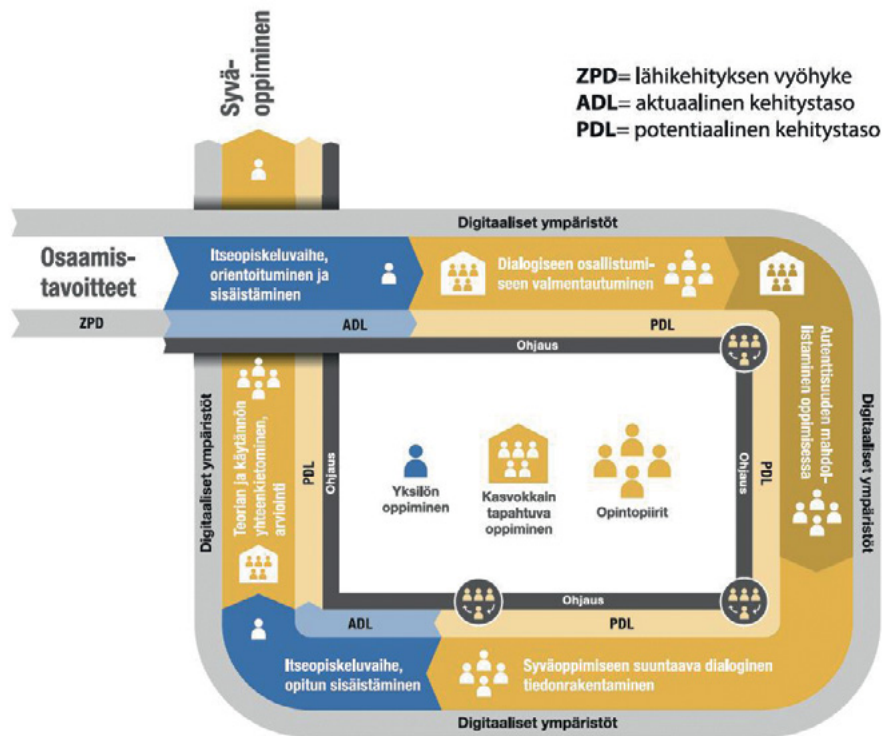 Syvä-
oppiminen
ZPD= lähikehityksen vyöhyke
ADL= aktuaalinen kehitystaso
PDL= potentiaalinen kehitystaso
Digitaaliset ympäristöt
Osaamis-
tavoitteet
Itseopiskeluvaihe,
orientoituminen ja
sisäistäminen
Dialogiseen osallistumi-
seen valmentautuminen
ZPD
ADL
PDL
Ohjaus
Autenttisuuden mahdol-
listaminen oppimisessa
Digitaaliset ympäristöt
PDL
Ohjaus
Digitaaliset ympäristöt
Teorian ja käytännön
yhteenkietominen,
arviointi
PDL
Ohjaus
Yksilön
oppiminen
Kasvokkain
tapahtuva
oppiminen
Opintopiirit
Ohjaus
ADL
PDL
Itseopiskeluvaihe,
opitun sisäistäminen
Syväoppimiseen suuntaava dialoginen
tiedonrakentaminen
Digitaaliset ympäristöt